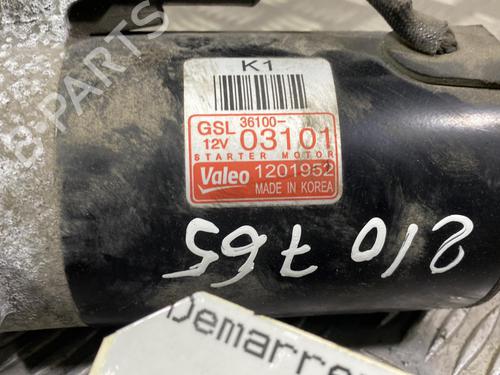 K1
GSL 36100-
12V 03101
STARTER MOTOR
Valeo 1201952
MADE IN KOREA
210 765
Demarre
B-PARTS